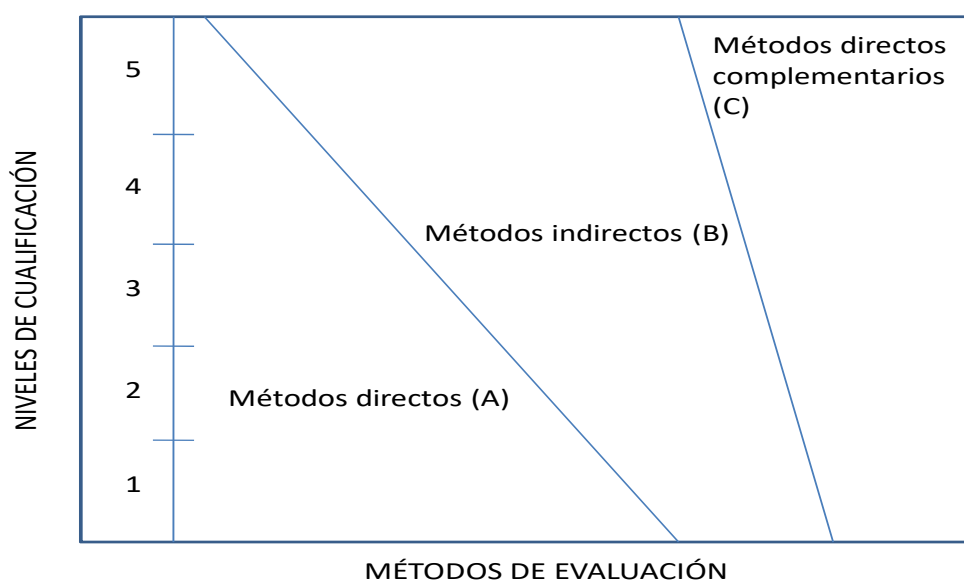 Métodos directos
complementarios
(C)
5
4
Métodos indirectos (B)
3
2
Métodos directos (A)
1
NIVELES DE CUALIFICACIÓN
MÉTODOS DE EVALUACIÓN